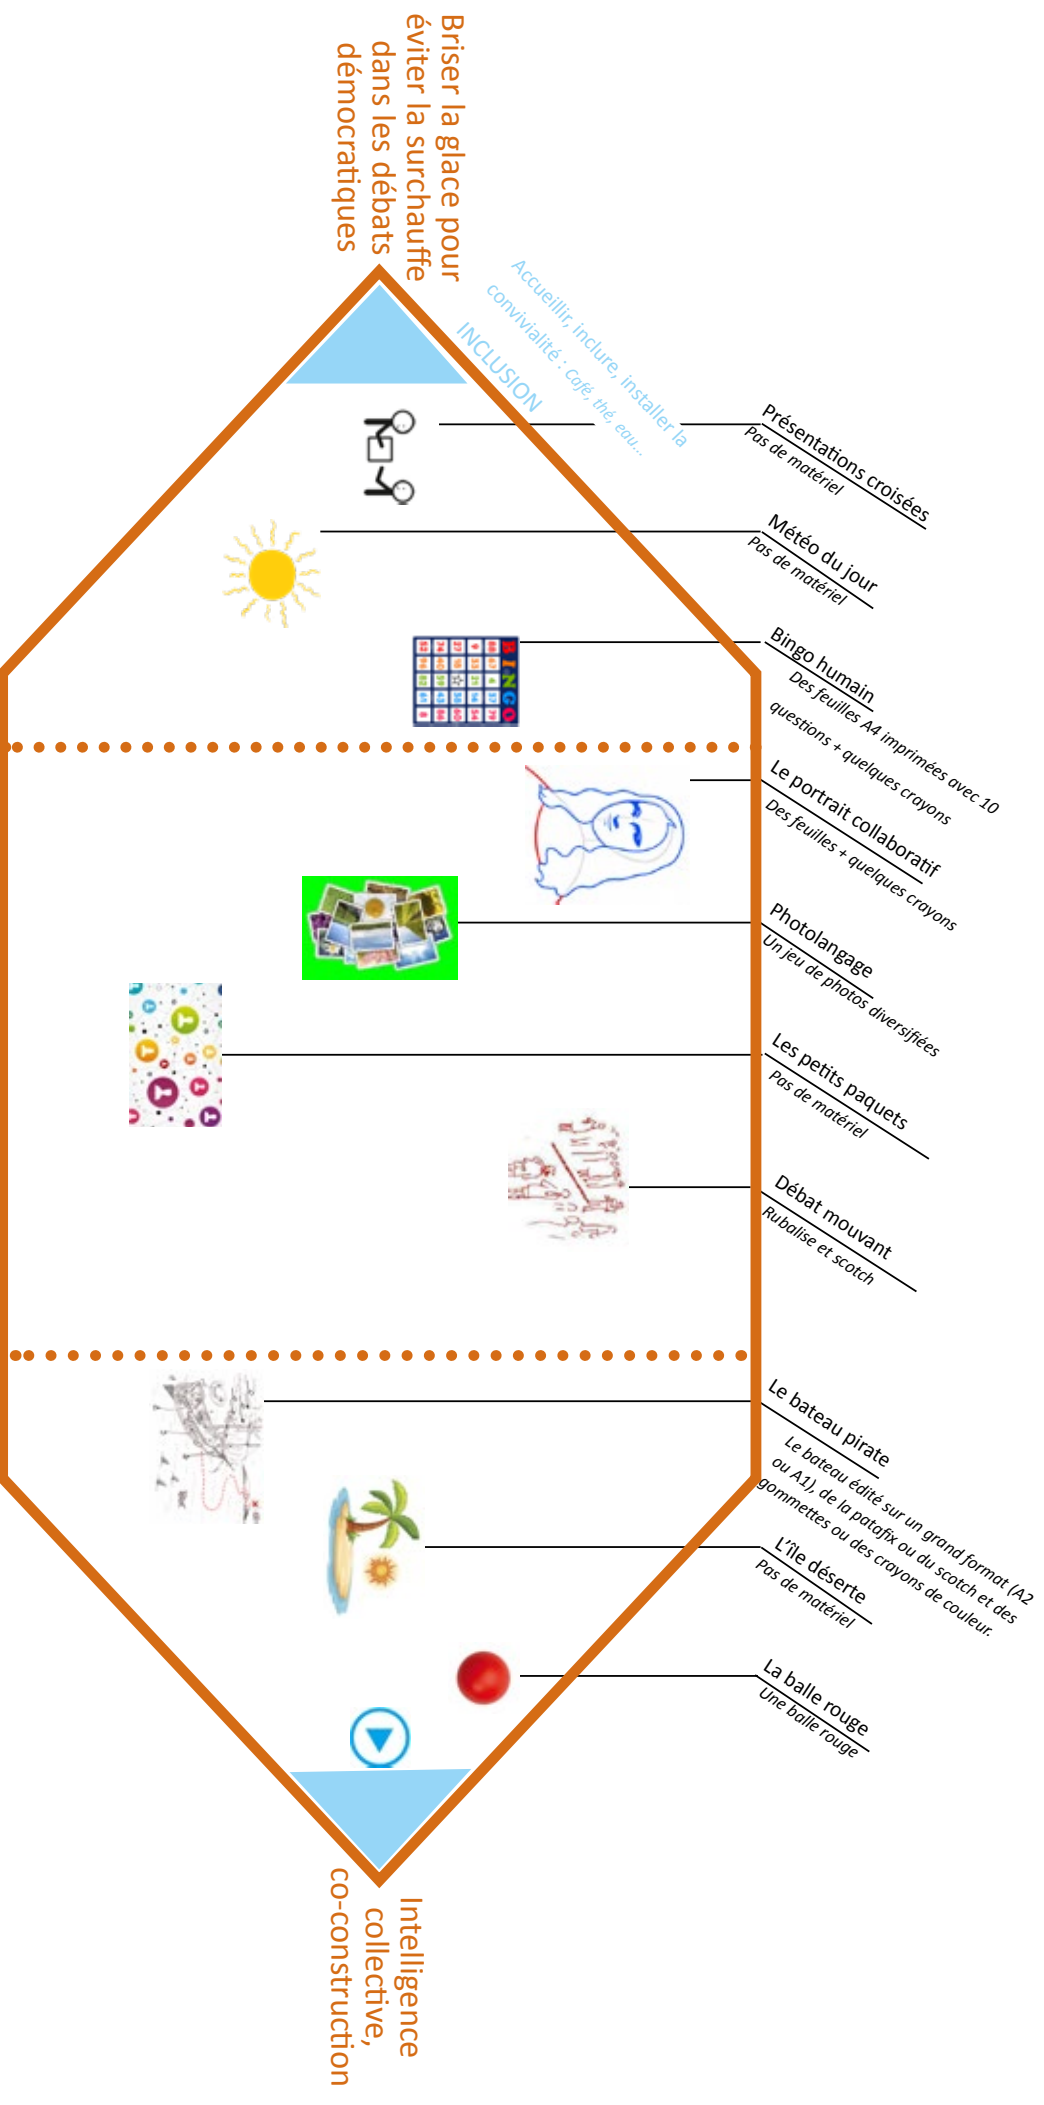 Briser la glace pour
éviter la surchauffe
dans les débats
démocratiques
Accueillir, inclure, installer la
convivialité : Café, thé, eau...
INCLUSION
Présentations croisées
Pas de matériel
Météo du jour
Pas de matériel
Bingo humain
Des feuilles A4 imprimées avec 10
questions + quelques crayons
BINGO
Le portrait collaboratif
Des feuilles + quelques crayons
Photolangage
Un jeu de photos diversifiées
Les petits paquets
Pas de matériel
Débat mouvant
Rubalise et scotch
Le bateau pirate
Le bateau édité sur un grand format (A2
ou A1), de la patafix ou du scotch et des
gommettes ou des crayons de couleur.
L'île déserte
Pas de matériel
La balle rouge
Une balle rouge
Intelligence
collective,
co-construction